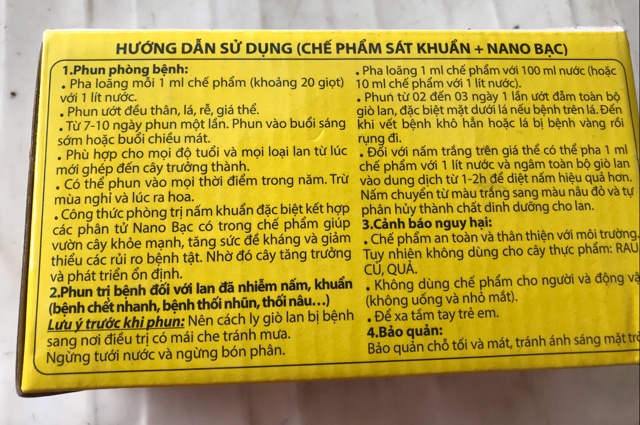 HƯỚNG DẪN SỬ DỤNG (CHẾ PHẨM SÁT KHUẨN + NANO BẠC)
1.Phun phòng bệnh:
• Pha loãng mỗi 1 ml chế phẩm (khoảng 20 giọt)
với 1 lít nước.
• Phun ướt đều thân, lá, rễ, giá thể.
• Từ 7-10 ngày phun một lần. Phun vào buổi sáng
sớm hoặc buổi chiều mát.
• Phù hợp cho mọi độ tuổi và mọi loại lan từ lúc
mới ghép đến cây trưởng thành.
• Có thể phun vào mọi thời điểm trong năm. Trừ
mùa nghỉ và lúc ra hoa.
• Công thức phòng trị nấm khuẩn đặc biệt kết hợp
các phân tử Nano Bạc có trong chế phẩm giúp
vườn cây khỏe mạnh, tăng sức đề kháng và giảm
thiểu các rủi ro bệnh tật. Nhờ đó cây tăng trưởng
và phát triển ổn định.
2.Phun trị bệnh đối với lan đã nhiễm nấm, khuẩn
(bệnh chết nhanh, bệnh thối nhũn, thối nâu...)
Lưu ý trước khi phun: Nên cách ly giò lan bị bệnh
sang nơi điều trị có mái che tránh mưa.
Ngừng tưới nước và ngừng bón phân.
• Pha loãng 1 ml chế phẩm với 100 ml nước (hoặc
10 ml chế phẩm với 1 lít nước).
• Phun từ 02 đến 03 ngày 1 lần ướt đẫm toàn bộ
giò lan, đặc biệt mặt dưới lá nếu bệnh trên lá. Đến
khi vết bệnh khô hẳn hoặc lá bị bệnh vàng rồi
rụng đi.
• Đối với nấm trắng trên giá thể có thể pha 1 ml
chế phẩm với 1 lít nước và ngâm toàn bộ giò lan
vào dung dịch từ 1-2h để diệt nấm hiệu quả hơn.
Nấm chuyển từ màu trắng sang màu nâu đỏ và tự
phân hủy thành chất dinh dưỡng cho lan.
3.Cảnh báo nguy hại:
• Chế phẩm an toàn và thân thiện với môi trường.
Tuy nhiên không dùng cho cây thực phẩm: RAU,
CỦ, QUẢ.
• Không dùng chế phẩm cho người và động vậ
(không uống và nhỏ mắt).
• Để xa tầm tay trẻ em.
4.Bảo quản:
Bảo quản chỗ tối và mát, tránh ánh sáng mặt trờ